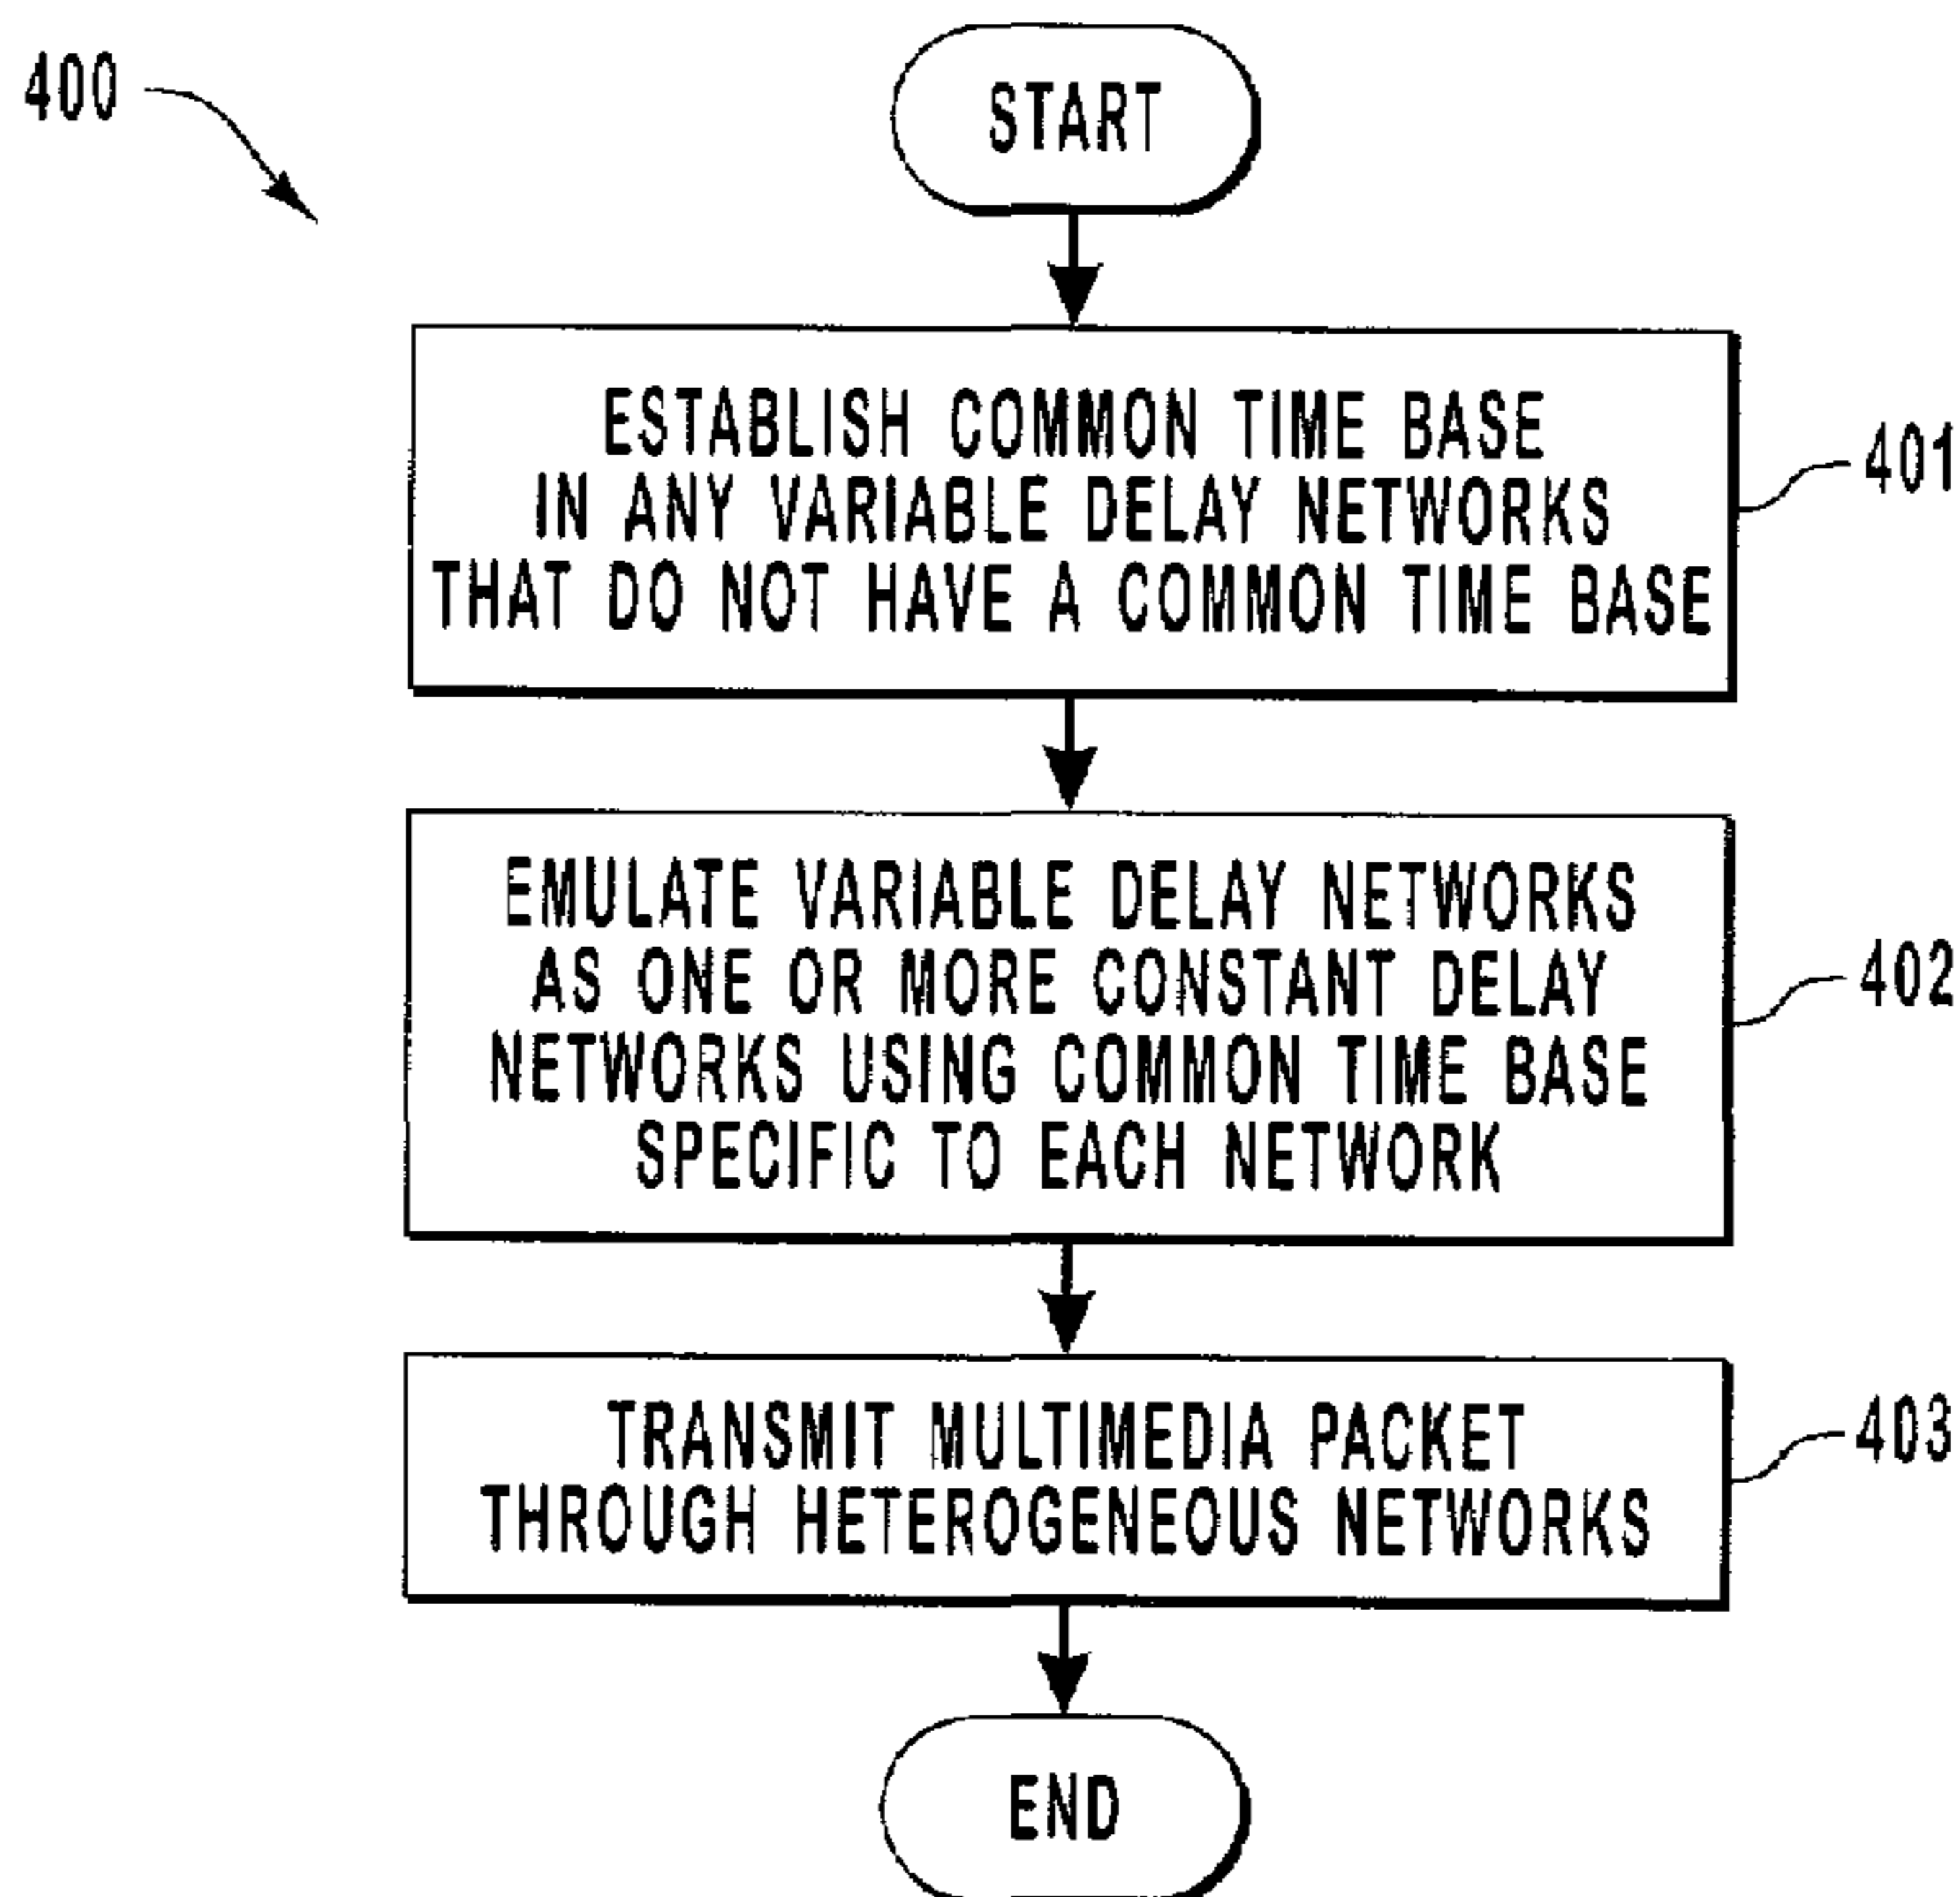 400
START
ESTABLISH COMMON TIME BASE
IN ANY VARIABLE DELAY NETWORKS
THAT DO NOT HAVE A COMMON TIME BASE
401
EMULATE VARIABLE DELAY NETWORKS
AS ONE OR MORE CONSTANT DELAY
NETWORKS USING COMMON TIME BASE
SPECIFIC TO EACH NETWORK
402
TRANSMIT MULTIMEDIA PACKET
THROUGH HETEROGENEOUS NETWORKS
403
END